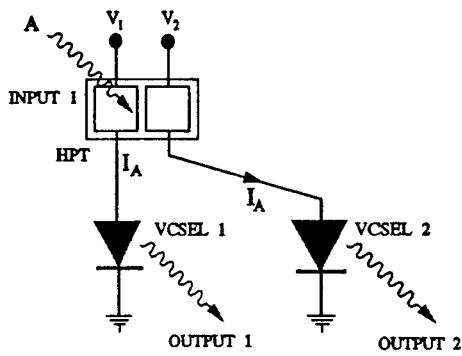 V1 V2
A
INPUT 1
HPT
IA
IA
VCSEL 1
VCSEL 2
OUTPUT 1
OUTPUT 2